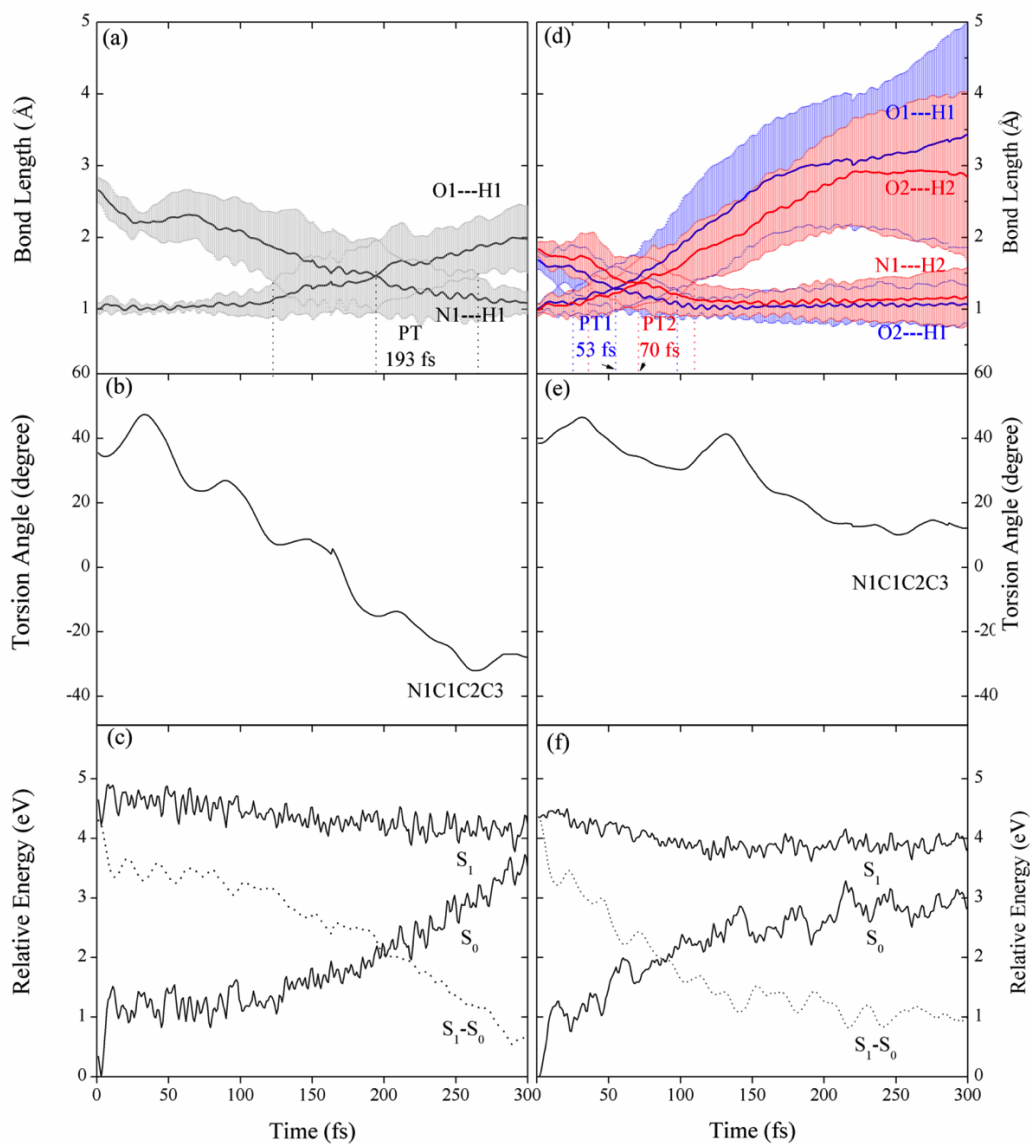 (a)
Bond Length (Å)
5
4
3
2
1
60
O1---H1
N1---H1
PT
193 fs
(d)
5
4
3
2
1
60
Bond Length (Å)
O1---H1
O2---H2
N1---H2
O2---H1
PT1
53 fs
PT2
70 fs
(b)
Torsion Angle (degree)
40
20
0
-20
-40
N1C1C2C3
(e)
40
20
0
-20
-40
Torsion Angle (degree)
N1C1C2C3
(c)
Relative Energy (eV)
5
4
3
2
1
0
S1
S0
S1-S0
0 50 100 150 200 250 300
Time (fs)
(f)
5
4
3
2
1
0
Relative Energy (eV)
S1
S0
S1-S0
0 50 100 150 200 250 300
Time (fs)